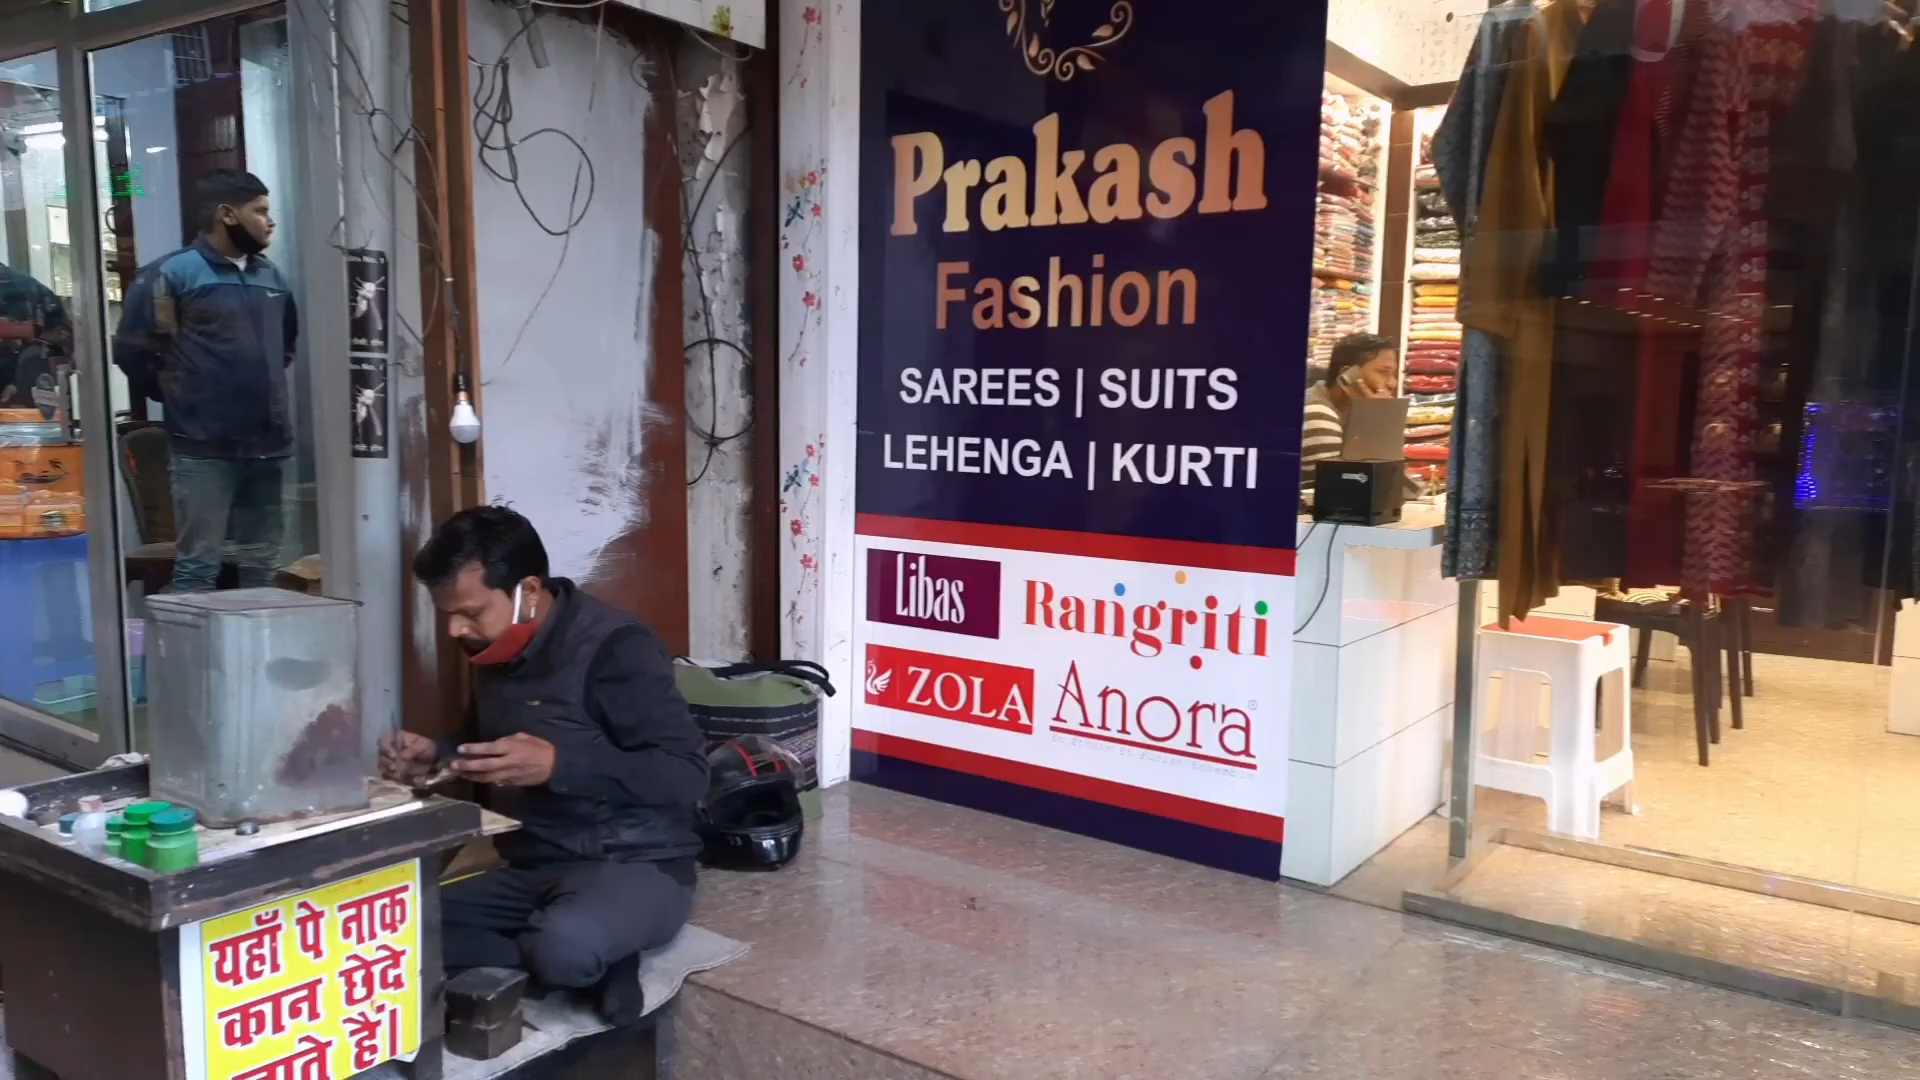 Prakash
Fashion
SAREES | SUITS
LEHENGA | KURTI
Libas
Rangriti
ZOLA
Anora
यहाँ पे नाक
कान छेदे
जाते हैं।